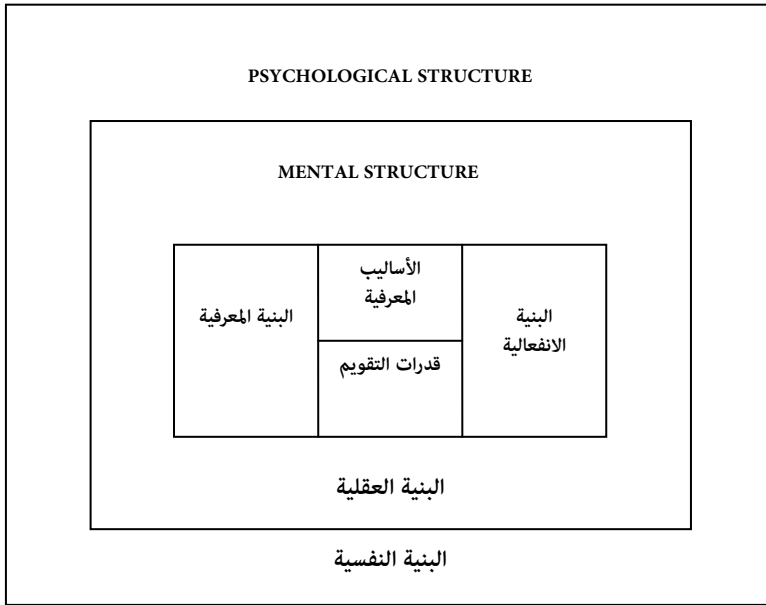 PSYCHOLOGICAL STRUCTURE
MENTAL STRUCTURE
البنية الانفعالية
الأساليب
المعرفية
قدرات التقويم
البنية المعرفية
البنية العقلية
البنية النفسية